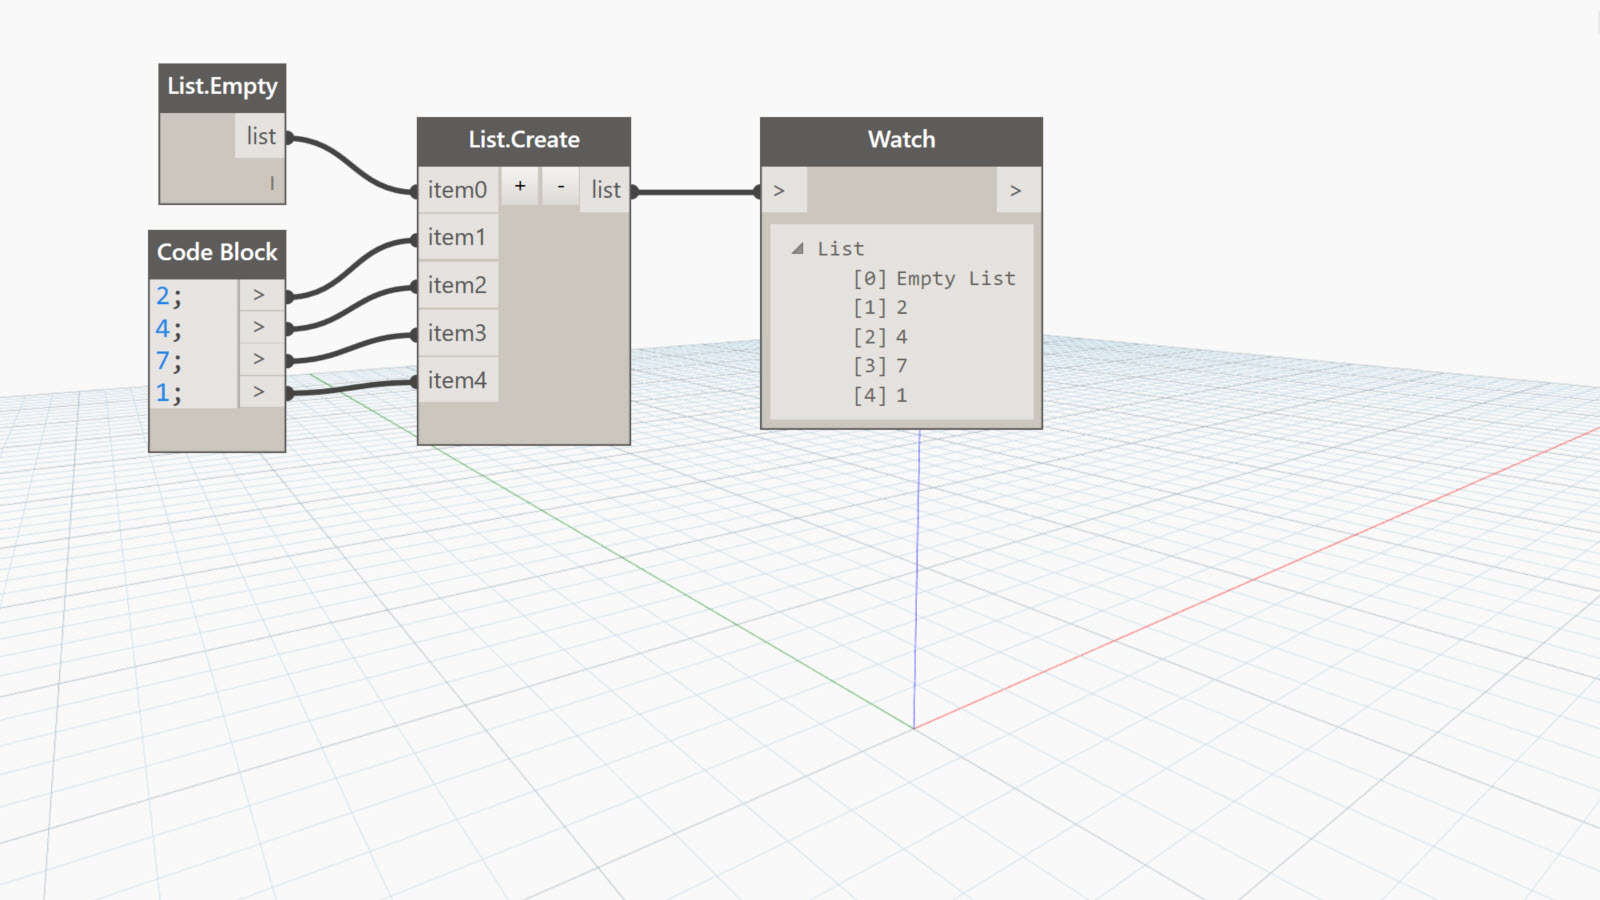 List.Empty
list
l
Code Block
2; >
4; >
7; >
1; >
List.Create
item0 + - list
item1
item2
item3
item4
Watch
> >
List
[0] Empty List
[1] 2
[2] 4
[3] 7
[4] 1